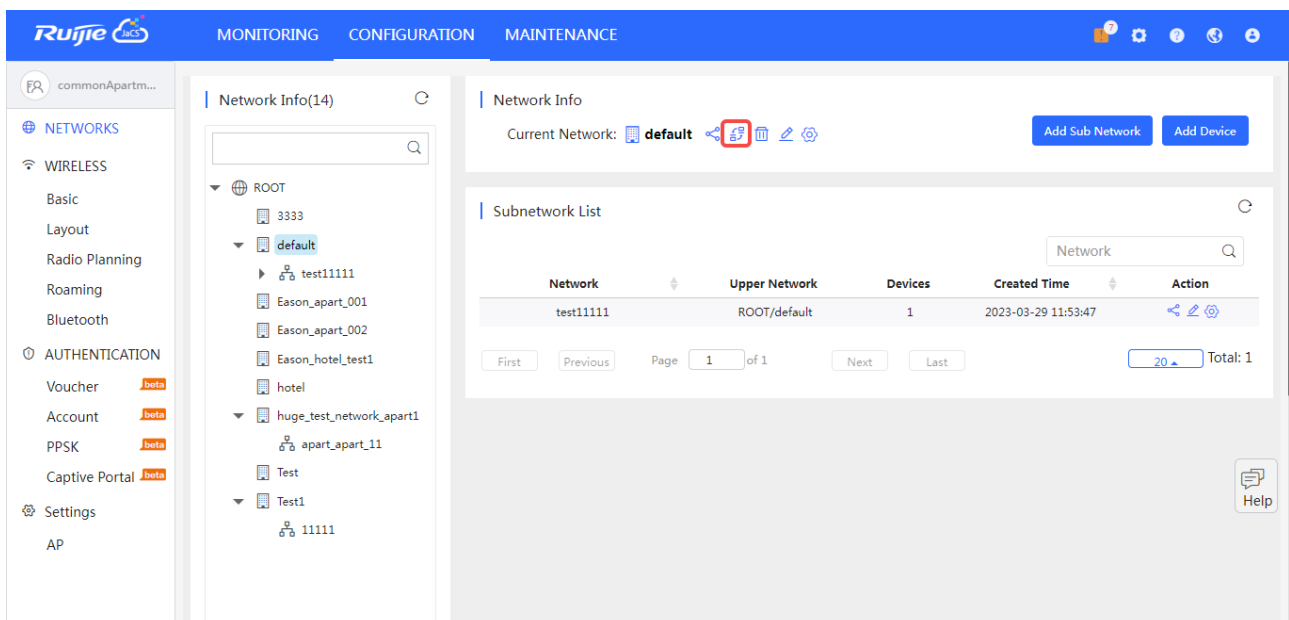 Ruijie JaCS
MONITORING CONFIGURATION MAINTENANCE
7
commonApartm...
NETWORKS
WIRELESS
Basic
Layout
Radio Planning
Roaming
Bluetooth
AUTHENTICATION
Voucher beta
Account beta
PPSK beta
Captive Portal beta
Settings
AP
Network Info(14)
ROOT
3333
default
test11111
Eason_apart_001
Eason_apart_002
Eason_hotel_test1
hotel
huge_test_network_apart1
apart_apart_11
Test
Test1
11111
Network Info
Current Network: default
Add Sub Network Add Device
Subnetwork List
Network
Network Upper Network Devices Created Time Action
test11111 ROOT/default 1 2023-03-29 11:53:47
First Previous Page 1 of 1 Next Last 20 Total: 1
Help